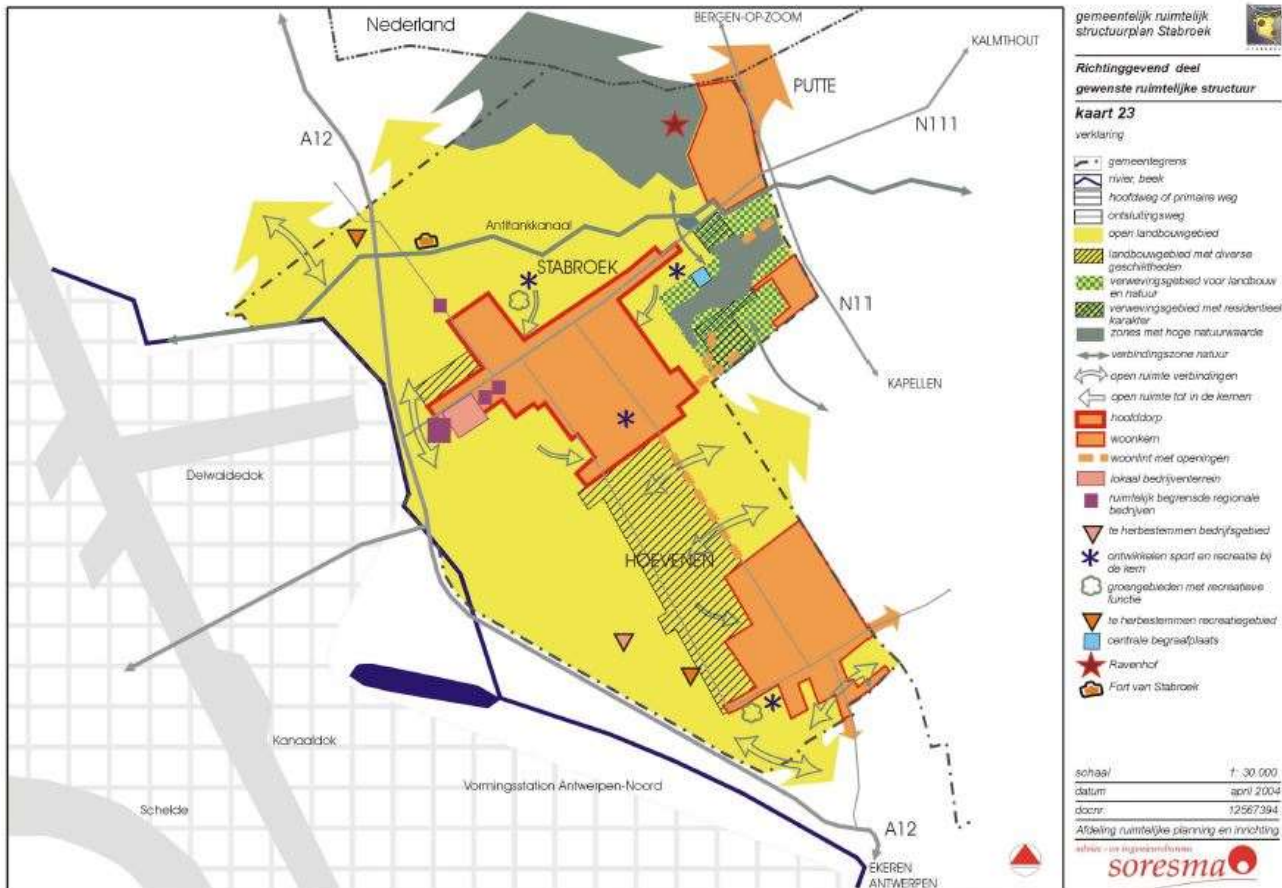 Nederland
BERGEN-OP-ZOOM
KALMTHOUT
PUTTE
A12
N111
Antitankkanaal
STABROEK
N11
KAPELLEN
Delwaidedok
HOEVENEN
Kanaaldok
Vormingsstation Antwerpen-Noord
Schelde
A12
EKEREN
ANTWERPEN
gemeentelijk ruimtelijk
structuurplan Stabroek
Richtinggevend deel
gewenste ruimtelijke structuur
kaart 23
verklaring
gemeentegrens
rivier, beek
hoofdweg of primaire weg
ontsluitingsweg
open landbouwgebied
landbouwgebied met diverse
geschiktheden
verwevingsgebied voor landbouw
en natuur
verwevingsgebied met residentieel
karakter
zones met hoge natuurwaarde
verbindingszone natuur
open ruimte verbindingen
open ruimte tot in de kernen
hoofddorp
woonkern
woonlint met openingen
lokaal bedrijventerrein
ruimtelijk begrensde regionale
bedrijven
te herbestemmen bedrijfsgebied
ontwikkelen sport en recreatie bij
de kern
groengebieden met recreatieve
functie
te herbestemmen recreatiegebied
centrale begraafplaats
Ravenhof
Fort van Stabroek
schaal 1: 30.000
datum april 2004
docnr. 12567394
Afdeling ruimtelijke planning en inrichting
advies- en ingenieursbureau
soresma